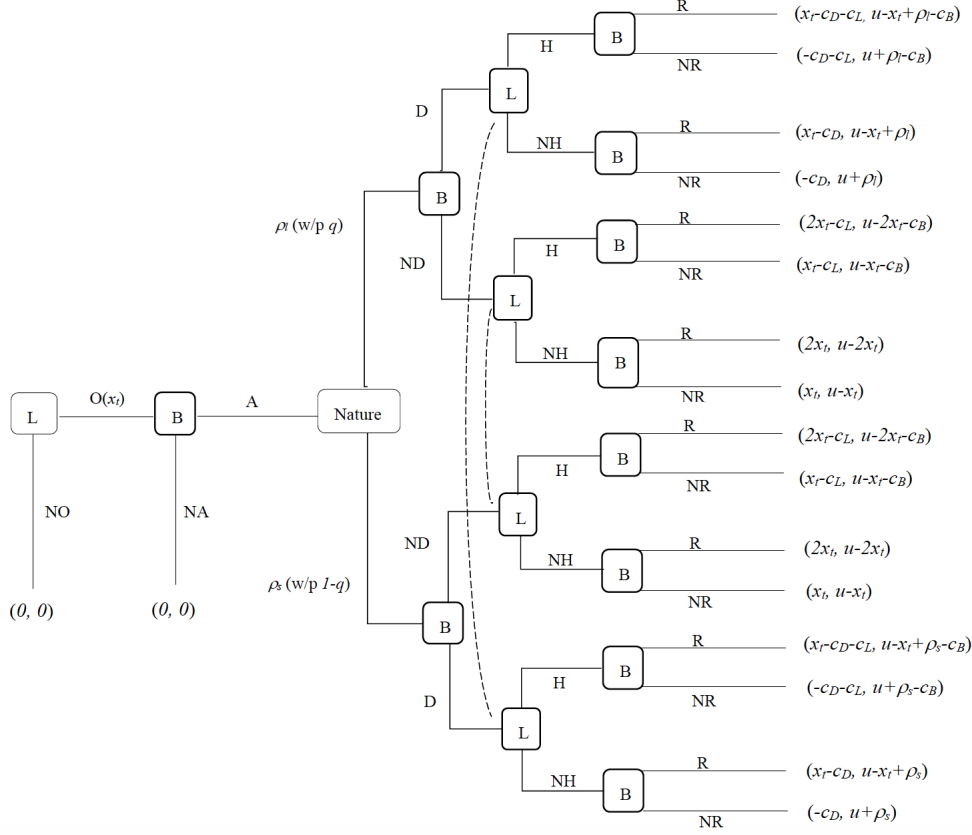 R
(xt-cD-cL, u-xt+ρl-cB)
H
B
NR
(-cD-cL, u+ρl-cB)
L
D
R
(xt-cD, u-xt+ρl)
NH
B
NR
(-cD, u+ρl)
B
ρl (w/p q)
R
(2xt-cL, u-2xt-cB)
H
B
ND
NR
(xt-cL, u-xt-cB)
L
R
(2xt, u-2xt)
NH
B
NR
(xt, u-xt)
O(xt)
A
L
B
Nature
R
(2xt-cL, u-2xt-cB)
H
B
NR
(xt-cL, u-xt-cB)
NO
NA
L
ND
R
(2xt, u-2xt)
NH
B
ρs (w/p 1-q)
NR
(xt, u-xt)
(0, 0)
(0, 0)
B
R
(xt-cD-cL, u-xt+ρs-cB)
H
B
D
NR
(-cD-cL, u+ρs-cB)
L
R
(xt-cD, u-xt+ρs)
NH
B
NR
(-cD, u+ρs)